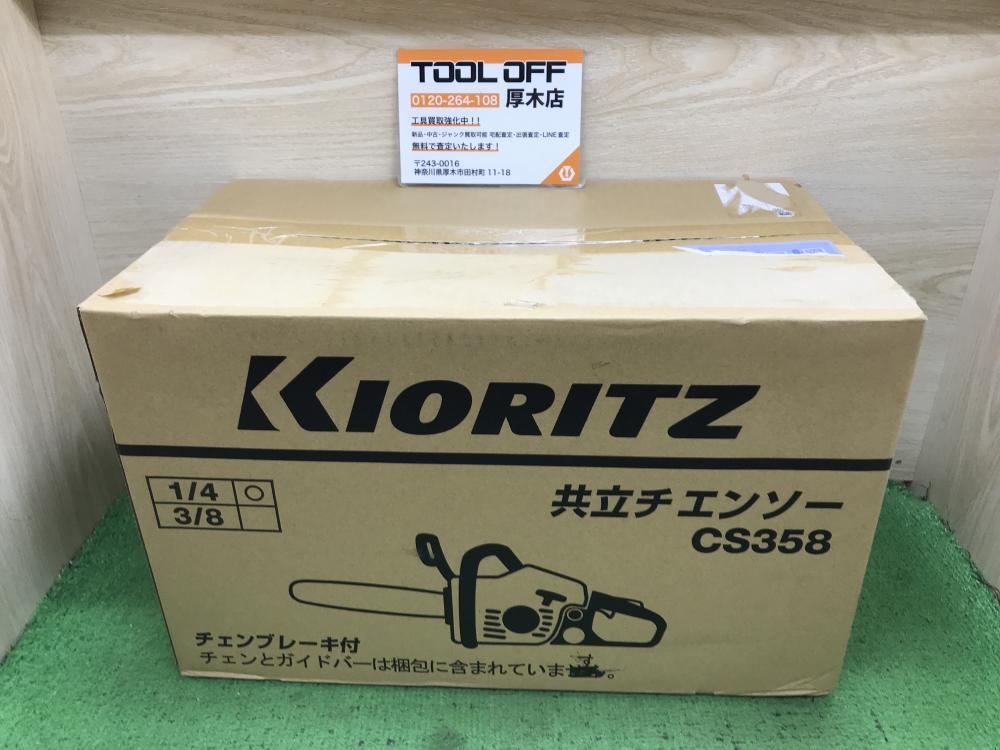 TOOL OFF
0120-264-108 厚木店
工具買取強化中！！
新品・中古・ジャンク買取可能 宅配査定・出張査定・LINE査定
無料で査定いたします！
〒243-0016
神奈川県厚木市田村町 11-18
KIORITZ
1/4 ○
3/8
共立チエンソー
CS358
チェンブレーキ付
チェンとガイドバーは梱包に含まれています。